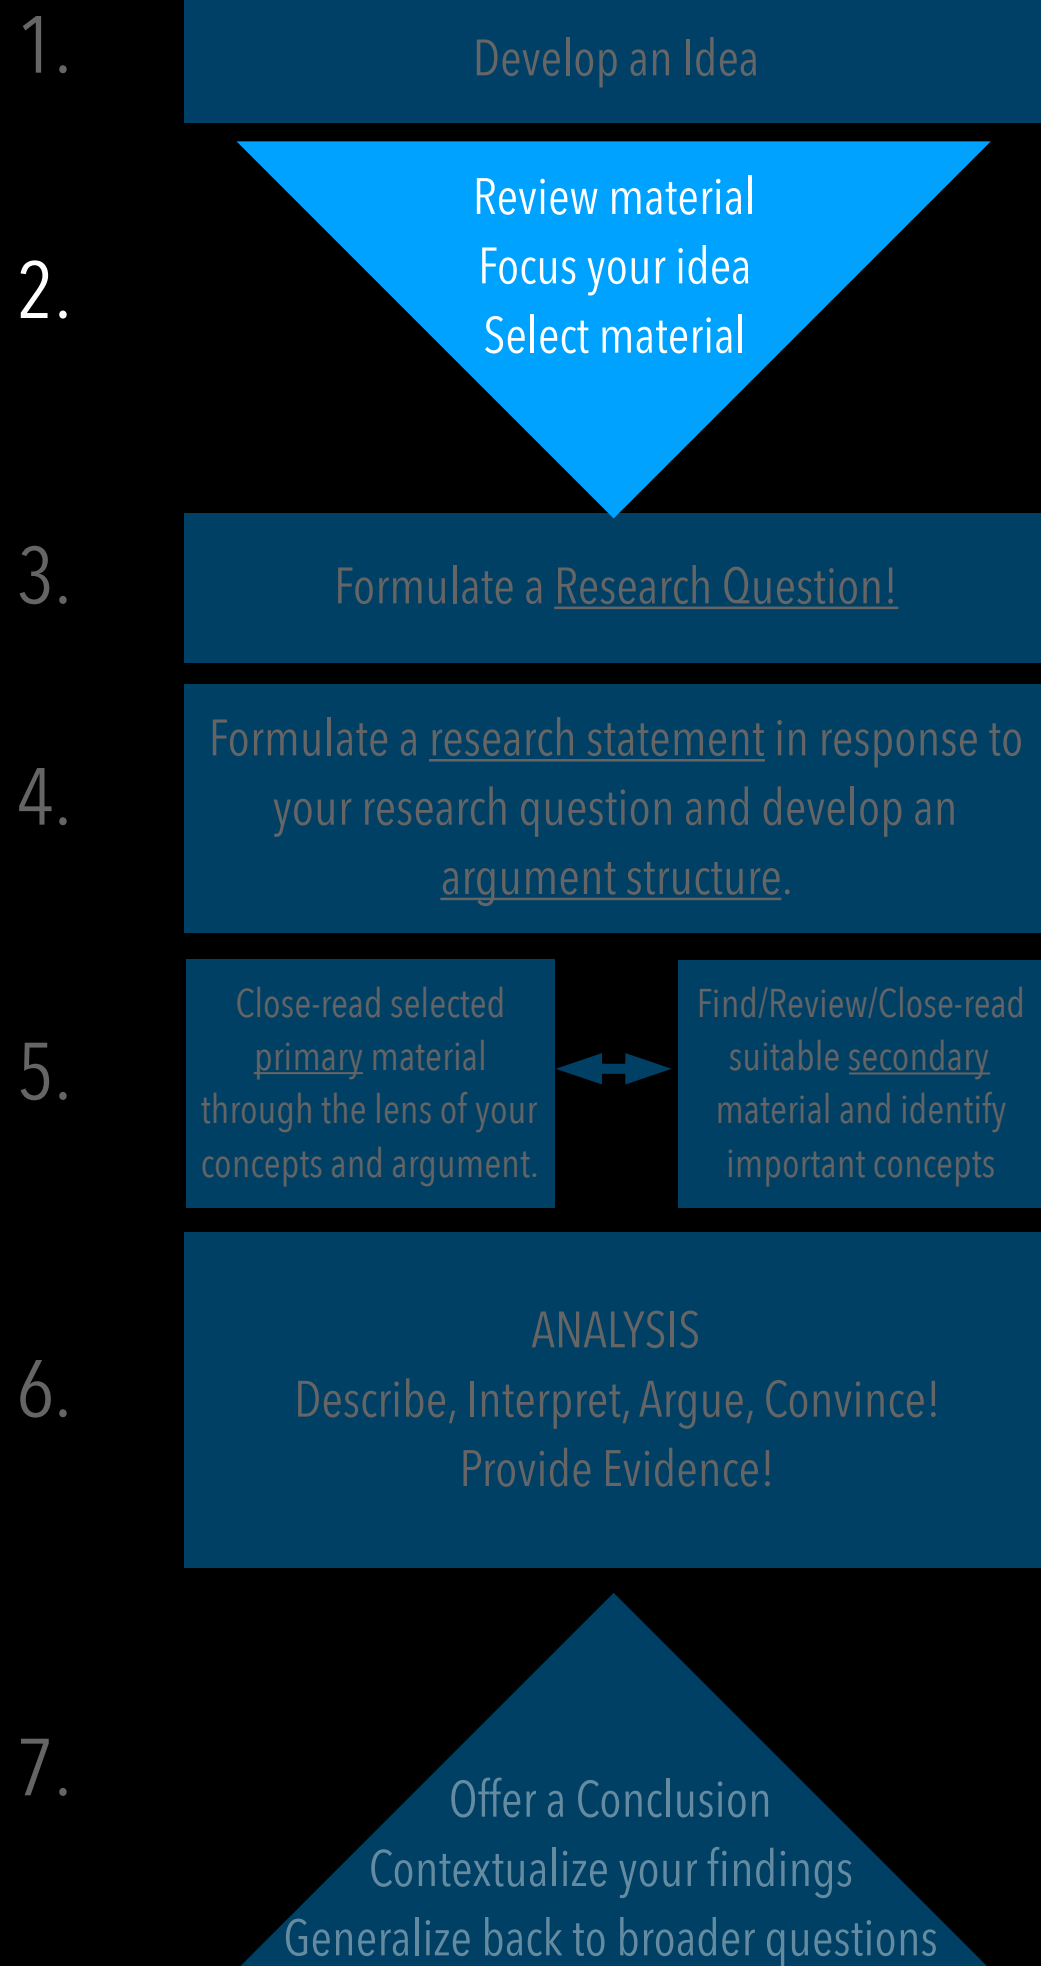 1.
Develop an Idea
2.
Review material
Focus your idea
Select material
3.
Formulate a Research Question!
4.
Formulate a research statement in response to
your research question and develop an
argument structure.
5.
Close-read selected
primary material
through the lens of your
concepts and argument.
Find/Review/Close-read
suitable secondary
material and identify
important concepts
6.
ANALYSIS
Describe, Interpret, Argue, Convince!
Provide Evidence!
7.
Offer a Conclusion
Contextualize your findings
Generalize back to broader questions